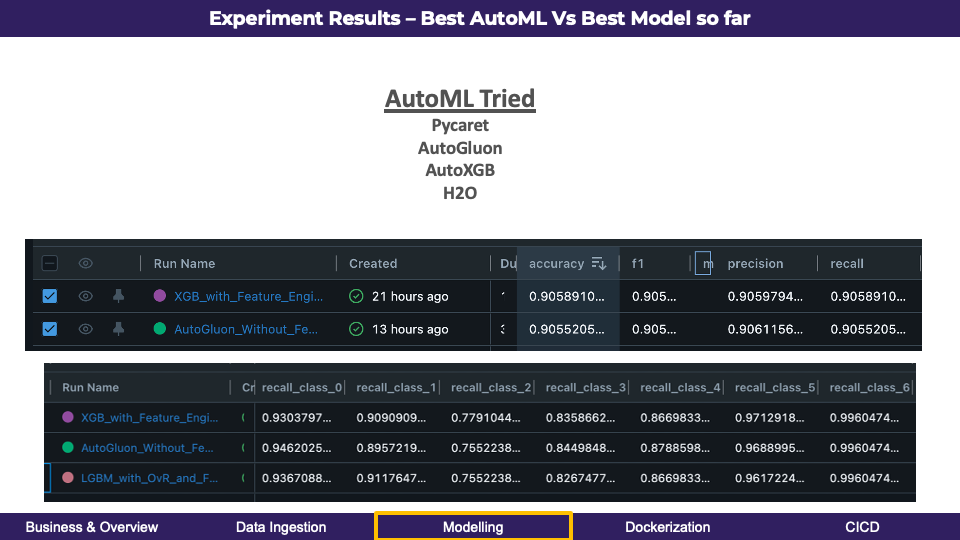 Experiment Results – Best AutoML Vs Best Model so far
AutoML Tried
Pycaret
AutoGluon
AutoXGB
H2O
Run Name Created Du accuracy f1 m precision recall
XGB_with_Feature_Engi... 21 hours ago 0.9058910... 0.905... 0.9059794... 0.9058910...
AutoGluon_Without_Fe... 13 hours ago 3 0.9055205... 0.905... 0.9061156... 0.9055205...
Run Name Cr recall_class_0 recall_class_1 recall_class_2 recall_class_3 recall_class_4 recall_class_5 recall_class_6
XGB_with_Feature_Engi... 0.9303797... 0.9090909... 0.7791044... 0.8358662... 0.8669833... 0.9712918... 0.9960474...
AutoGluon_Without_Fe... 0.9462025... 0.8957219... 0.7552238... 0.8449848... 0.8788598... 0.9688995... 0.9960474...
LGBM_with_OvR_and_F... 0.9367088... 0.9117647... 0.7552238... 0.8267477... 0.8669833... 0.9617224... 0.9960474...
Business & Overview Data Ingestion Modelling Dockerization CICD